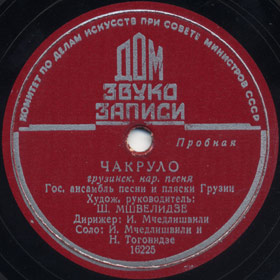 КОМИТЕТ ПО ДЕЛАМ ИСКУССТВ ПРИ СОВЕТЕ МИНИСТРОВ СССР
ДОМ
ЗВУКО
ЗАПИСИ
Пробная
ЧАКРУЛО
грузинск. нар. песня
Гос. ансамбль песни и пляски Грузии
Худож. руководитель:
Ш. МШВЕЛИДЗЕ
Дирижер: И. Мчедлишвили
Соло: И. Мчедлишвили и
Н. Тогонидзе
16225